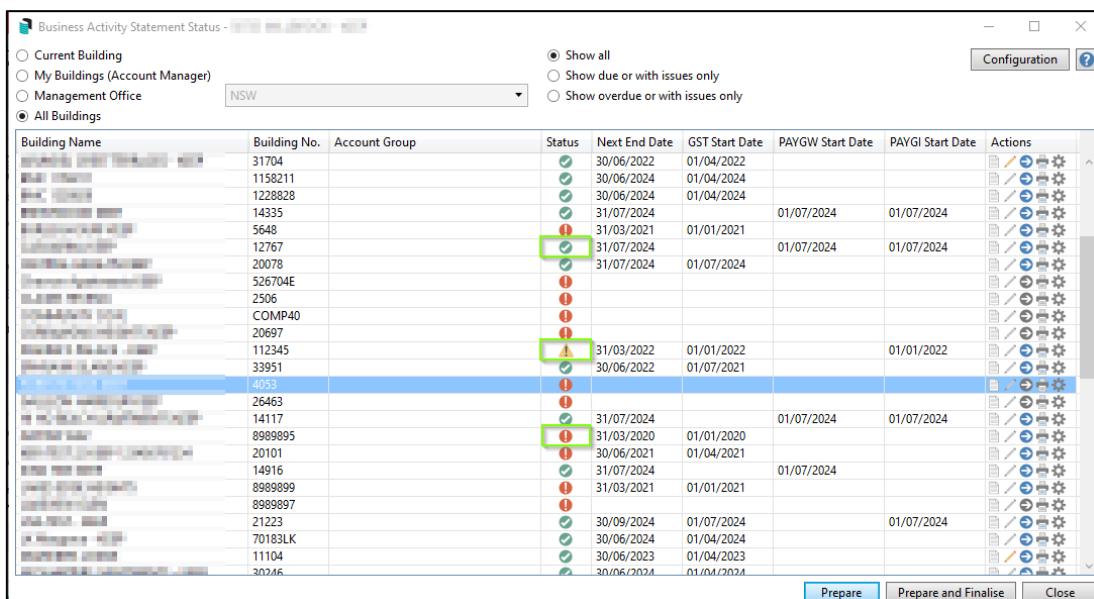 Business Activity Statement Status -
Current Building
Show all
Configuration
?
My Buildings (Account Manager)
Show due or with issues only
Management Office
NSW
Show overdue or with issues only
All Buildings
Building Name Building No. Account Group Status Next End Date GST Start Date PAYGW Start Date PAYGI Start Date Actions
31704 30/06/2022 01/04/2022
1158211 30/06/2024 01/04/2024
1228828 30/06/2024 01/04/2024
14335 31/07/2024 01/07/2024 01/07/2024
5648 31/03/2021 01/01/2021
12767 31/07/2024 01/07/2024 01/07/2024
20078 31/07/2024 01/07/2024
526704E
2506
COMP40
20697
112345 31/03/2022 01/01/2022 01/01/2022
33951 30/06/2022 01/07/2021
4053
26463
14117 31/07/2024 01/07/2024 01/07/2024
8989895 31/03/2020 01/01/2020
20101 30/06/2021 01/04/2021
14916 31/07/2024 01/07/2024
8989899 31/03/2021 01/01/2021
8989897
21223 30/09/2024 01/07/2024 01/07/2024
70183LK 30/06/2024 01/04/2024
11104 30/06/2023 01/04/2023
30246 30/06/2024 01/04/2024
Prepare Prepare and Finalise Close